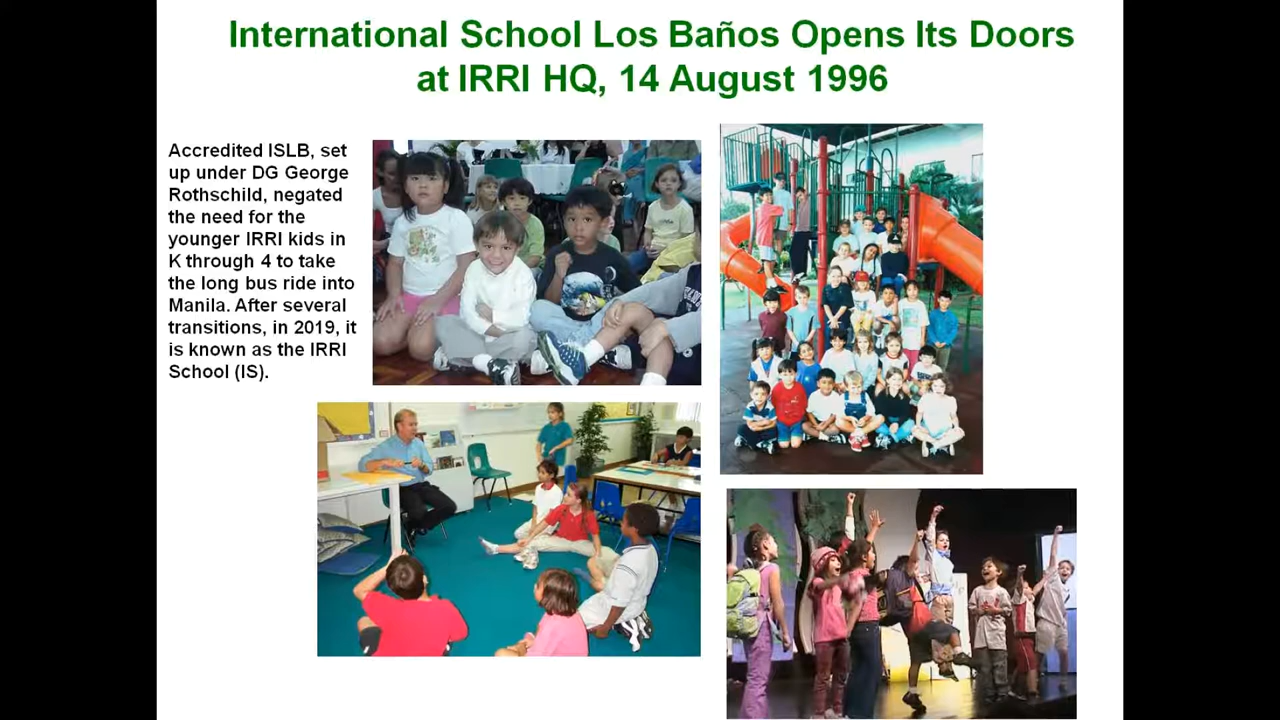 International School Los Baños Opens Its Doors
at IRRI HQ, 14 August 1996
Accredited ISLB, set
up under DG George
Rothschild, negated
the need for the
younger IRRI kids in
K through 4 to take
the long bus ride into
Manila. After several
transitions, in 2019, it
is known as the IRRI
School (IS).